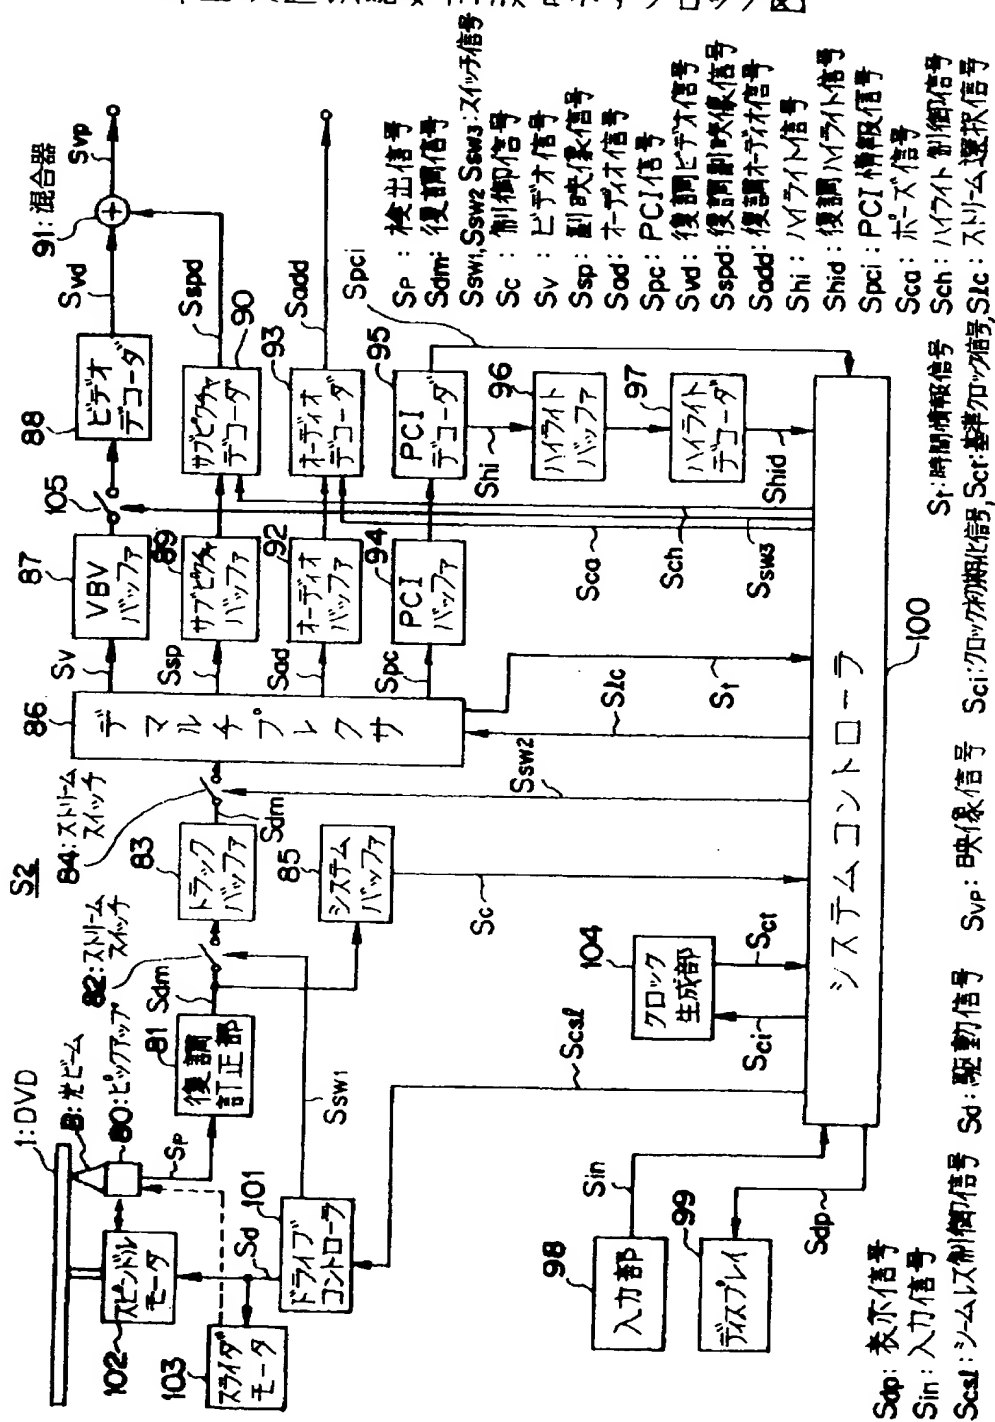 S2
1:DVD
B:光ビーム
80:ピックアップ
Sp
81
復調
訂正部
Sdm
82:ストリーム
スイッチ
83
トラック
バッファ
84:ストリーム
スイッチ
Sdm
85
システム
バッファ
86
デマルチプレクサ
Sv
87
VBV
バッファ
105
88
ビデオ
デコーダ
Svd
91:混合器
Svp
Ssp
89
サブピクチャ
バッファ
90
サブピクチャ
デコーダ
Sspd
Sad
92
オーディオ
バッファ
93
オーディオ
デコーダ
Sadd
Spc
94
PCI
バッファ
95
PCI
デコーダ
Spci
Shi
96
ハイライト
バッファ
97
ハイライト
デコーダ
Shid
102
スピンドル
モータ
103
スライダ
モータ
Sd
101
ドライブ
コントローラ
Ssw1
Scsl
Sc
Ssw2
Slc
St
Sca
Sch
Ssw3
104
クロック
生成部
Sci
Sct
98
入力部
Sin
99
ディスプレイ
Sdp
システムコントローラ
100
Sp:検出信号
Sdm:復調信号
Ssw1,Ssw2 Ssw3:スイッチ信号
Sc:制御信号
Sv:ビデオ信号
Ssp:副映像信号
Sad:オーディオ信号
Spc:PCI信号
Svd:復調ビデオ信号
Sspd:復調副映像信号
Sadd:復調オーディオ信号
Shi:ハイライト信号
Shid:復調ハイライト信号
Spci:PCI情報信号
Sca:ポーズ信号
Sch:ハイライト制御信号
St:時間情報信号
Sdp:表示信号
Sin:入力信号
Scsl:シームレス制御信号 Sd:駆動信号 Svp:映像信号 Sci:クロック初期化信号, Sct:基準クロック信号, Slc:ストリーム選択信号